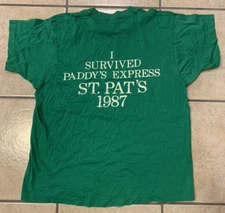 I
SURVIVED
PADDY'S EXPRESS
ST. PAT'S
1987